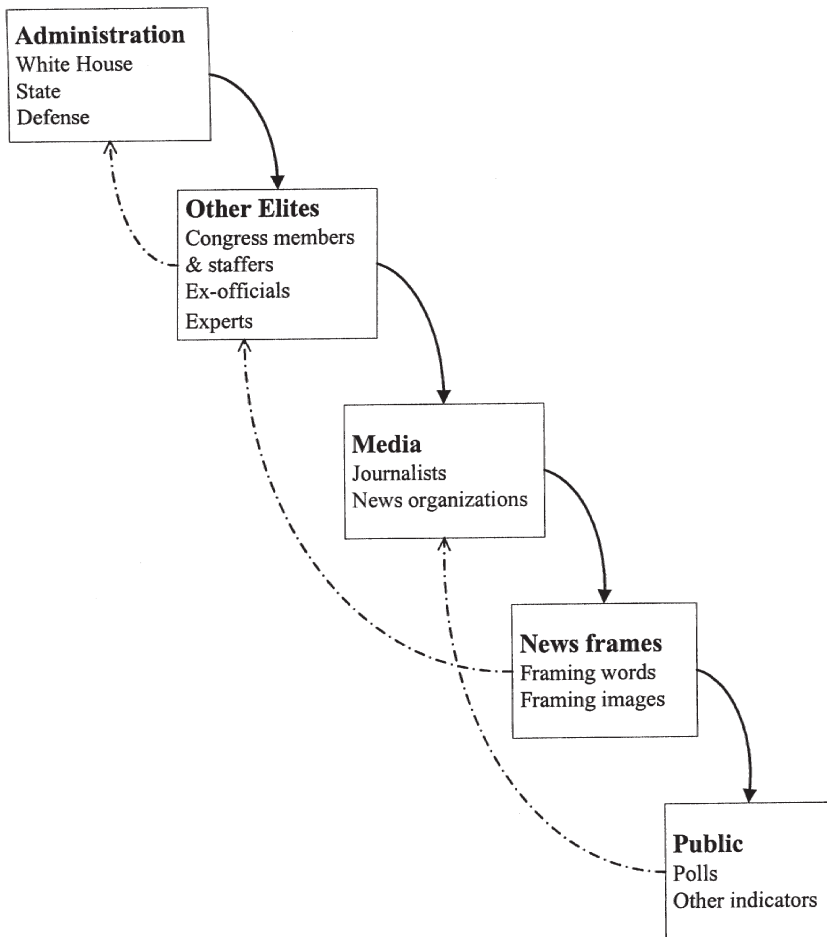 Administration
White House
State
Defense
Other Elites
Congress members
& staffers
Ex-officials
Experts
Media
Journalists
News organizations
News frames
Framing words
Framing images
Public
Polls
Other indicators